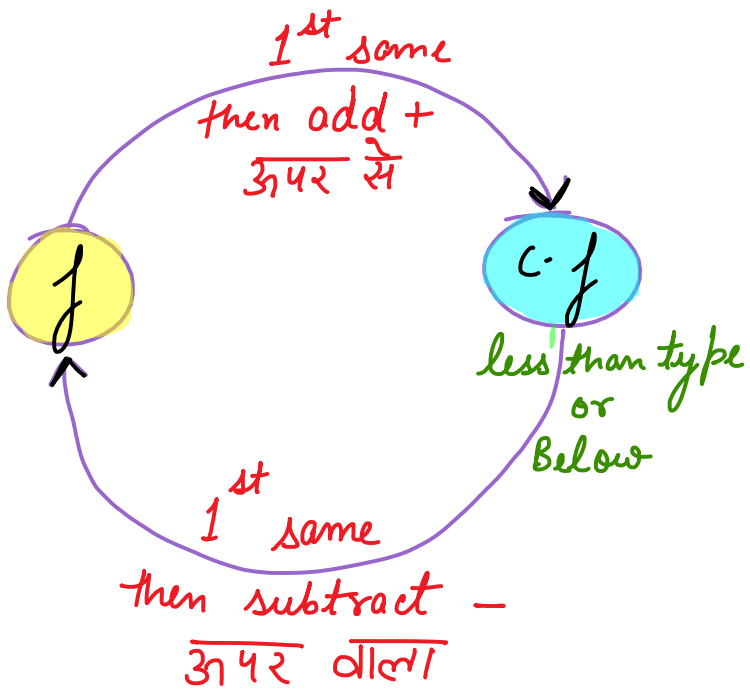 1st same
then add +
ऊपर से
f
c.f
less than type
or
Below
1st same
then subtract -
ऊपर वाला